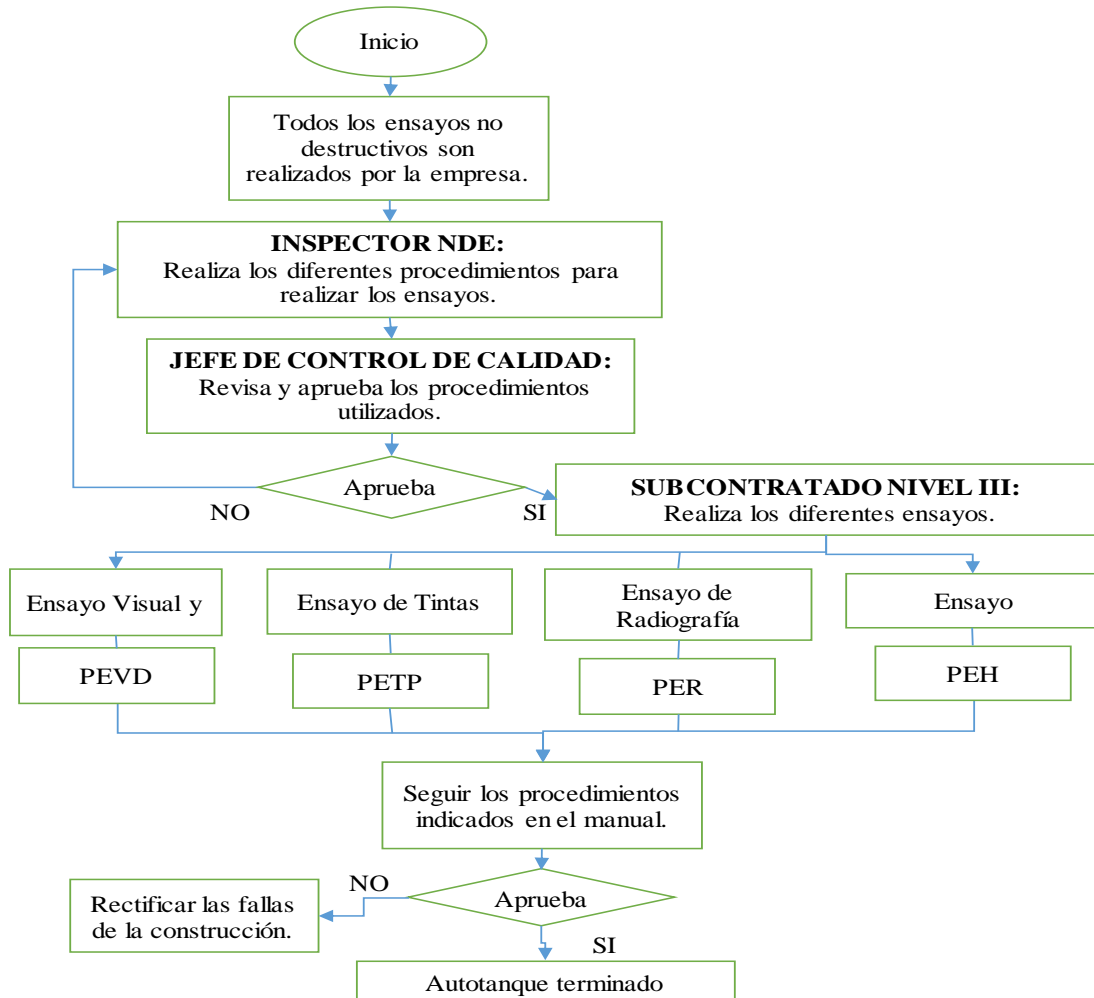 Inicio
Todos los ensayos no
destructivos son
realizados por la empresa.
INSPECTOR NDE:
Realiza los diferentes procedimientos para
realizar los ensayos.
JEFE DE CONTROL DE CALIDAD:
Revisa y aprueba los procedimientos
utilizados.
Aprueba
NO
SI
SUBCONTRATADO NIVEL III:
Realiza los diferentes ensayos.
Ensayo Visual y
Ensayo de Tintas
Ensayo de
Radiografía
Ensayo
PEVD
PETP
PER
PEH
Seguir los procedimientos
indicados en el manual.
Aprueba
NO
SI
Rectificar las fallas
de la construcción.
Autotanque terminado